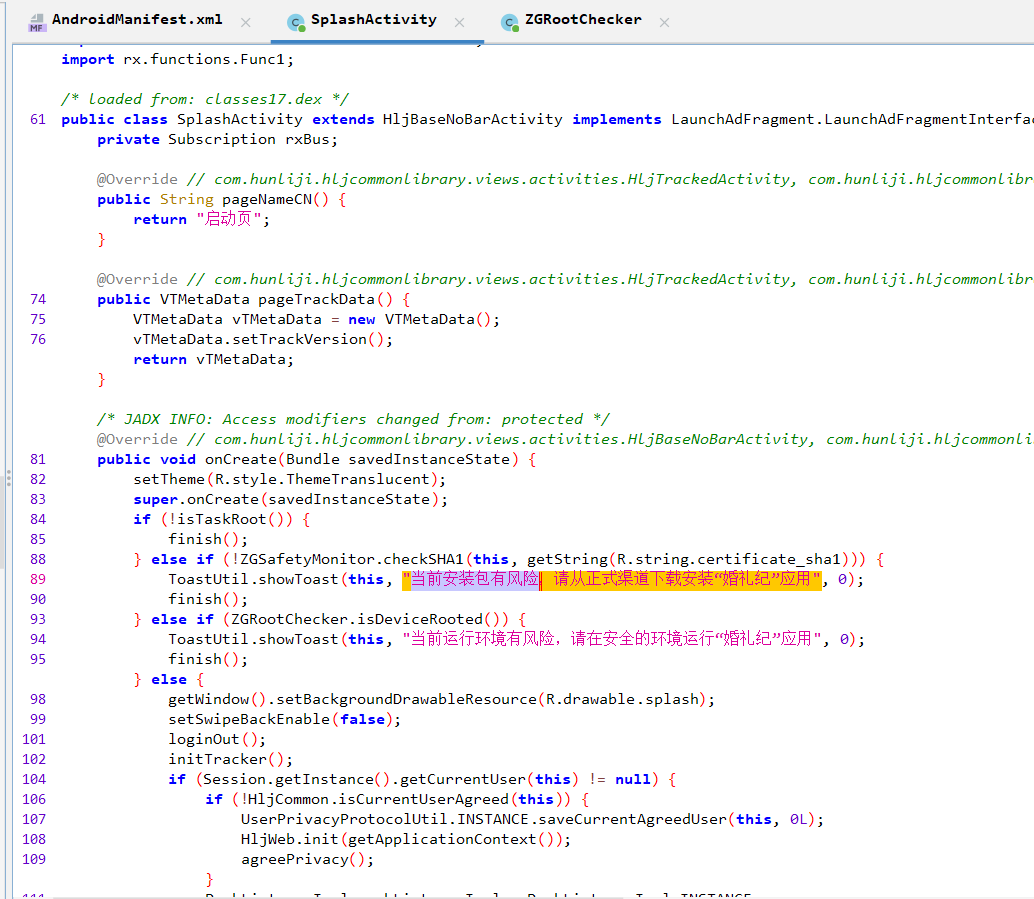 AndroidManifest.xml
SplashActivity
ZGRootChecker
import rx.functions.Func1;
/* loaded from: classes17.dex */
61 public class SplashActivity extends HljBaseNoBarActivity implements LaunchAdFragment.LaunchAdFragmentInterfa
private Subscription rxBus;
@Override // com.hunliji.hljcommonlibrary.views.activities.HljTrackedActivity, com.hunliji.hljcommonlibr
public String pageNameCN() {
return "启动页";
}
@Override // com.hunliji.hljcommonlibrary.views.activities.HljTrackedActivity, com.hunliji.hljcommonlibr
74 public VTMetaData pageTrackData() {
75 VTMetaData vTMetaData = new VTMetaData();
76 vTMetaData.setTrackVersion();
return vTMetaData;
}
/* JADX INFO: Access modifiers changed from: protected */
@Override // com.hunliji.hljcommonlibrary.views.activities.HljBaseNoBarActivity, com.hunliji.hljcommonli
81 public void onCreate(Bundle savedInstanceState) {
82 setTheme(R.style.ThemeTranslucent);
83 super.onCreate(savedInstanceState);
84 if (!isTaskRoot()) {
85 finish();
88 } else if (!ZGSafetyMonitor.checkSHA1(this, getString(R.string.certificate_sha1))) {
89 ToastUtil.showToast(this, "当前安装包有风险，请从正式渠道下载安装“婚礼纪”应用", 0);
90 finish();
93 } else if (ZGRootChecker.isDeviceRooted()) {
94 ToastUtil.showToast(this, "当前运行环境有风险，请在安全的环境运行“婚礼纪”应用", 0);
95 finish();
} else {
98 getWindow().setBackgroundDrawableResource(R.drawable.splash);
99 setSwipeBackEnable(false);
101 loginOut();
102 initTracker();
104 if (Session.getInstance().getCurrentUser(this) != null) {
106 if (!HljCommon.isCurrentUserAgreed(this)) {
107 UserPrivacyProtocolUtil.INSTANCE.saveCurrentAgreedUser(this, 0L);
108 HljWeb.init(getApplicationContext());
109 agreePrivacy();
}